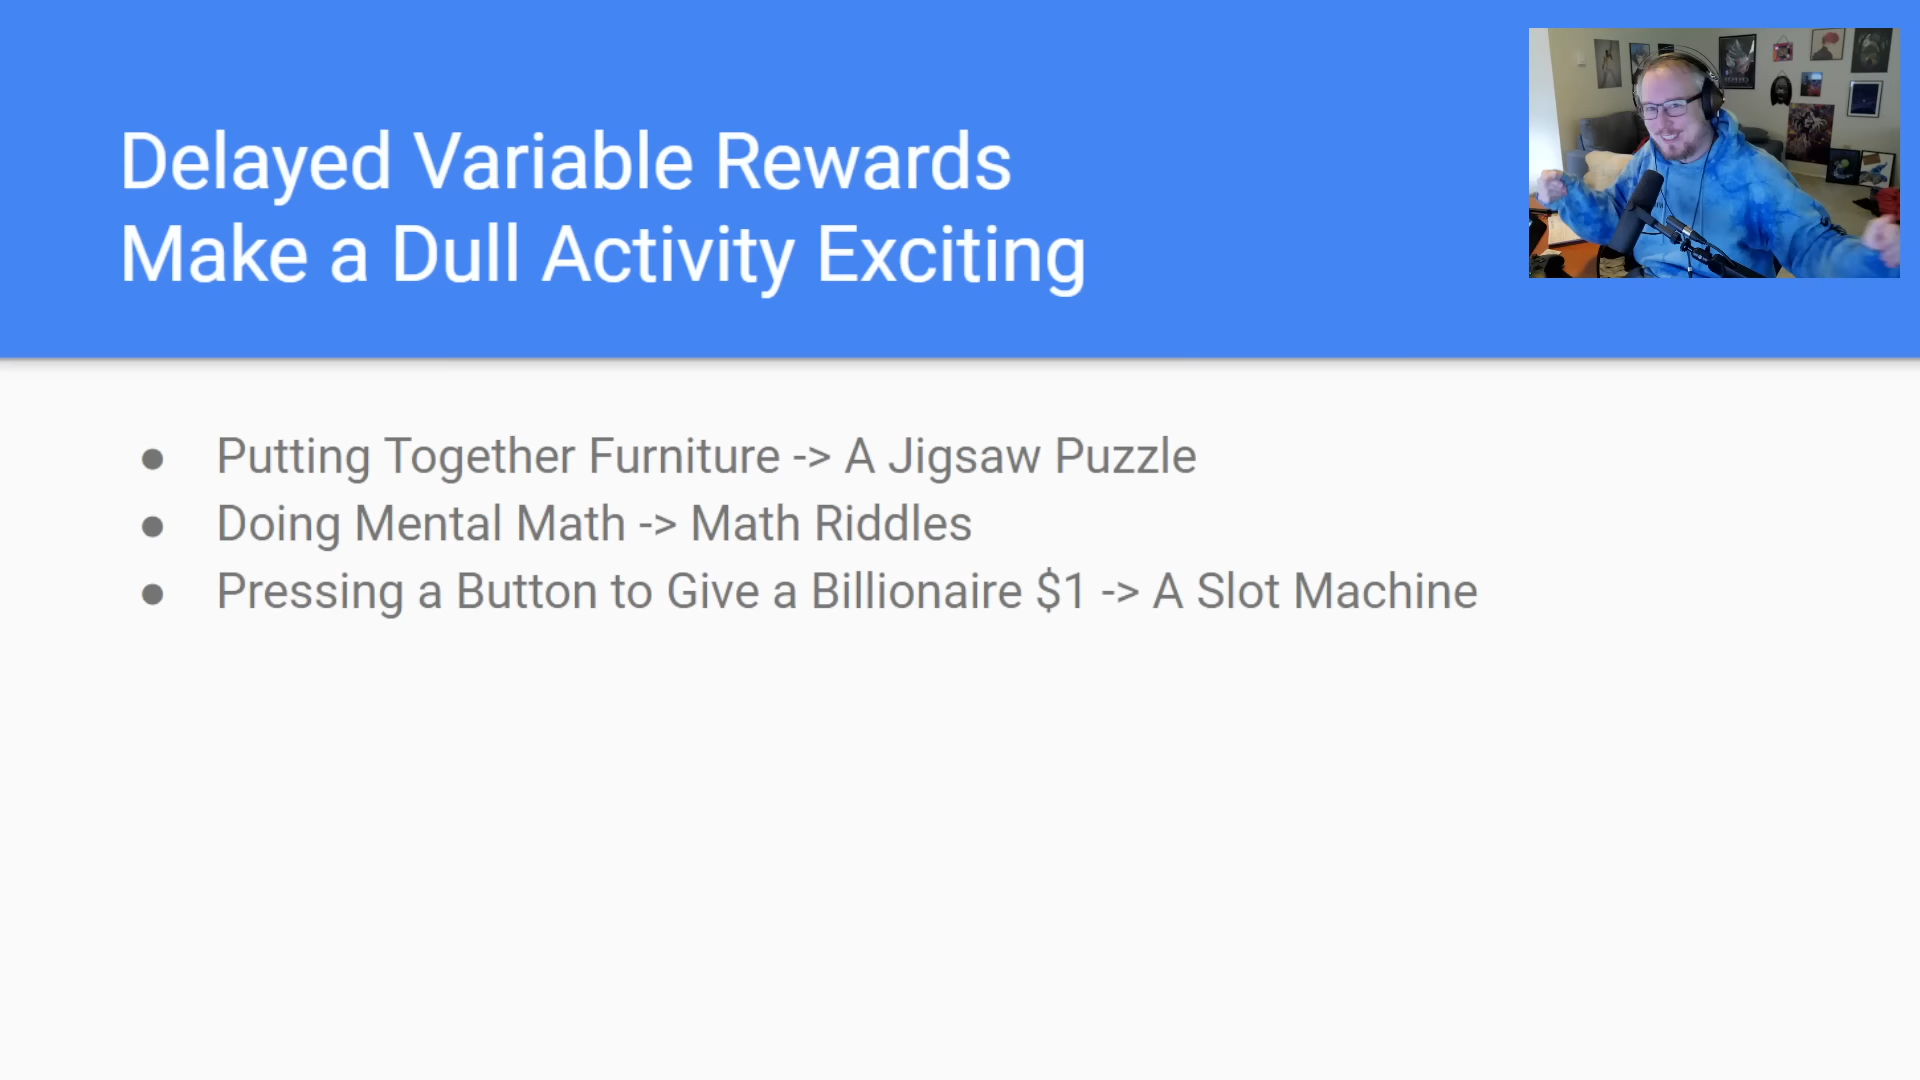 Delayed Variable Rewards
Make a Dull Activity Exciting
● Putting Together Furniture -> A Jigsaw Puzzle
● Doing Mental Math -> Math Riddles
● Pressing a Button to Give a Billionaire $1 -> A Slot Machine